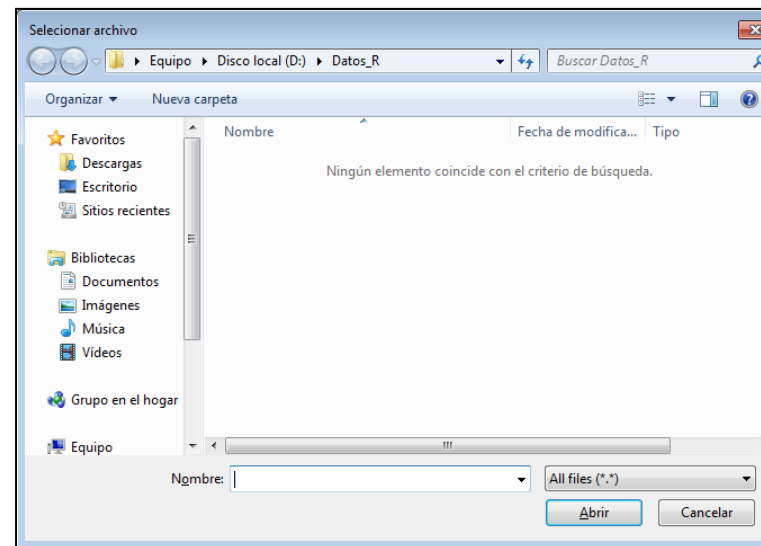 Selecionar archivo
Equipo Disco local (D:) Datos_R Buscar Datos_R
Organizar Nueva carpeta
Nombre Fecha de modifica... Tipo
Ningún elemento coincide con el criterio de búsqueda.
Favoritos
Descargas
Escritorio
Sitios recientes
Bibliotecas
Documentos
Imágenes
Música
Vídeos
Grupo en el hogar
Equipo
Nombre: All files (*.*)
Abrir Cancelar